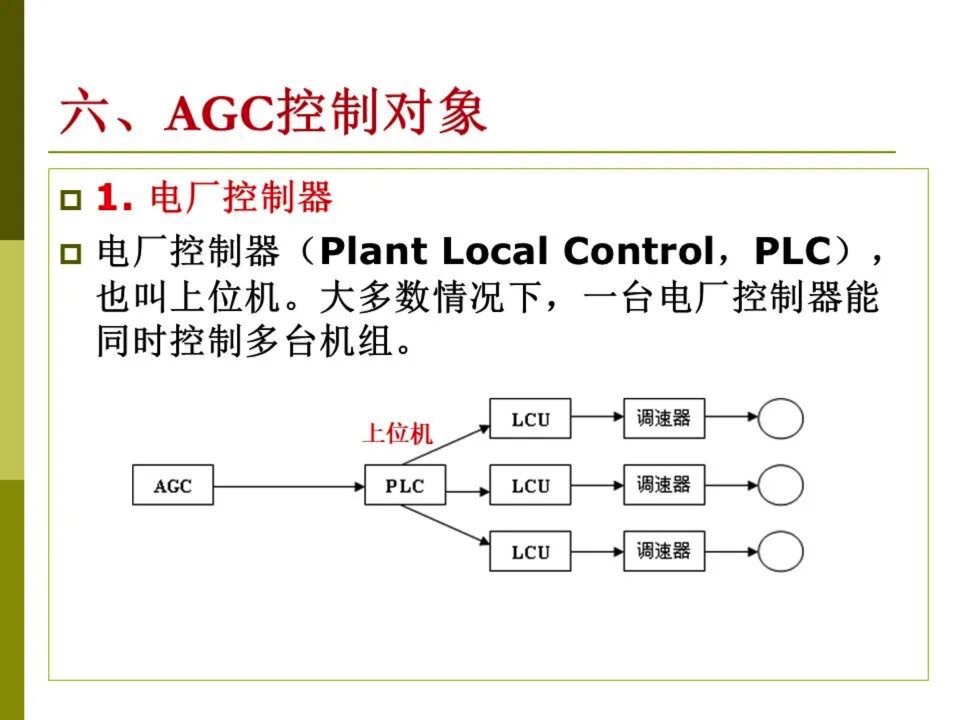 六、AGC控制对象
1. 电厂控制器
电厂控制器（Plant Local Control，PLC），
也叫上位机。大多数情况下，一台电厂控制器能
同时控制多台机组。
上位机
LCU
调速器
AGC
PLC
LCU
调速器
LCU
调速器